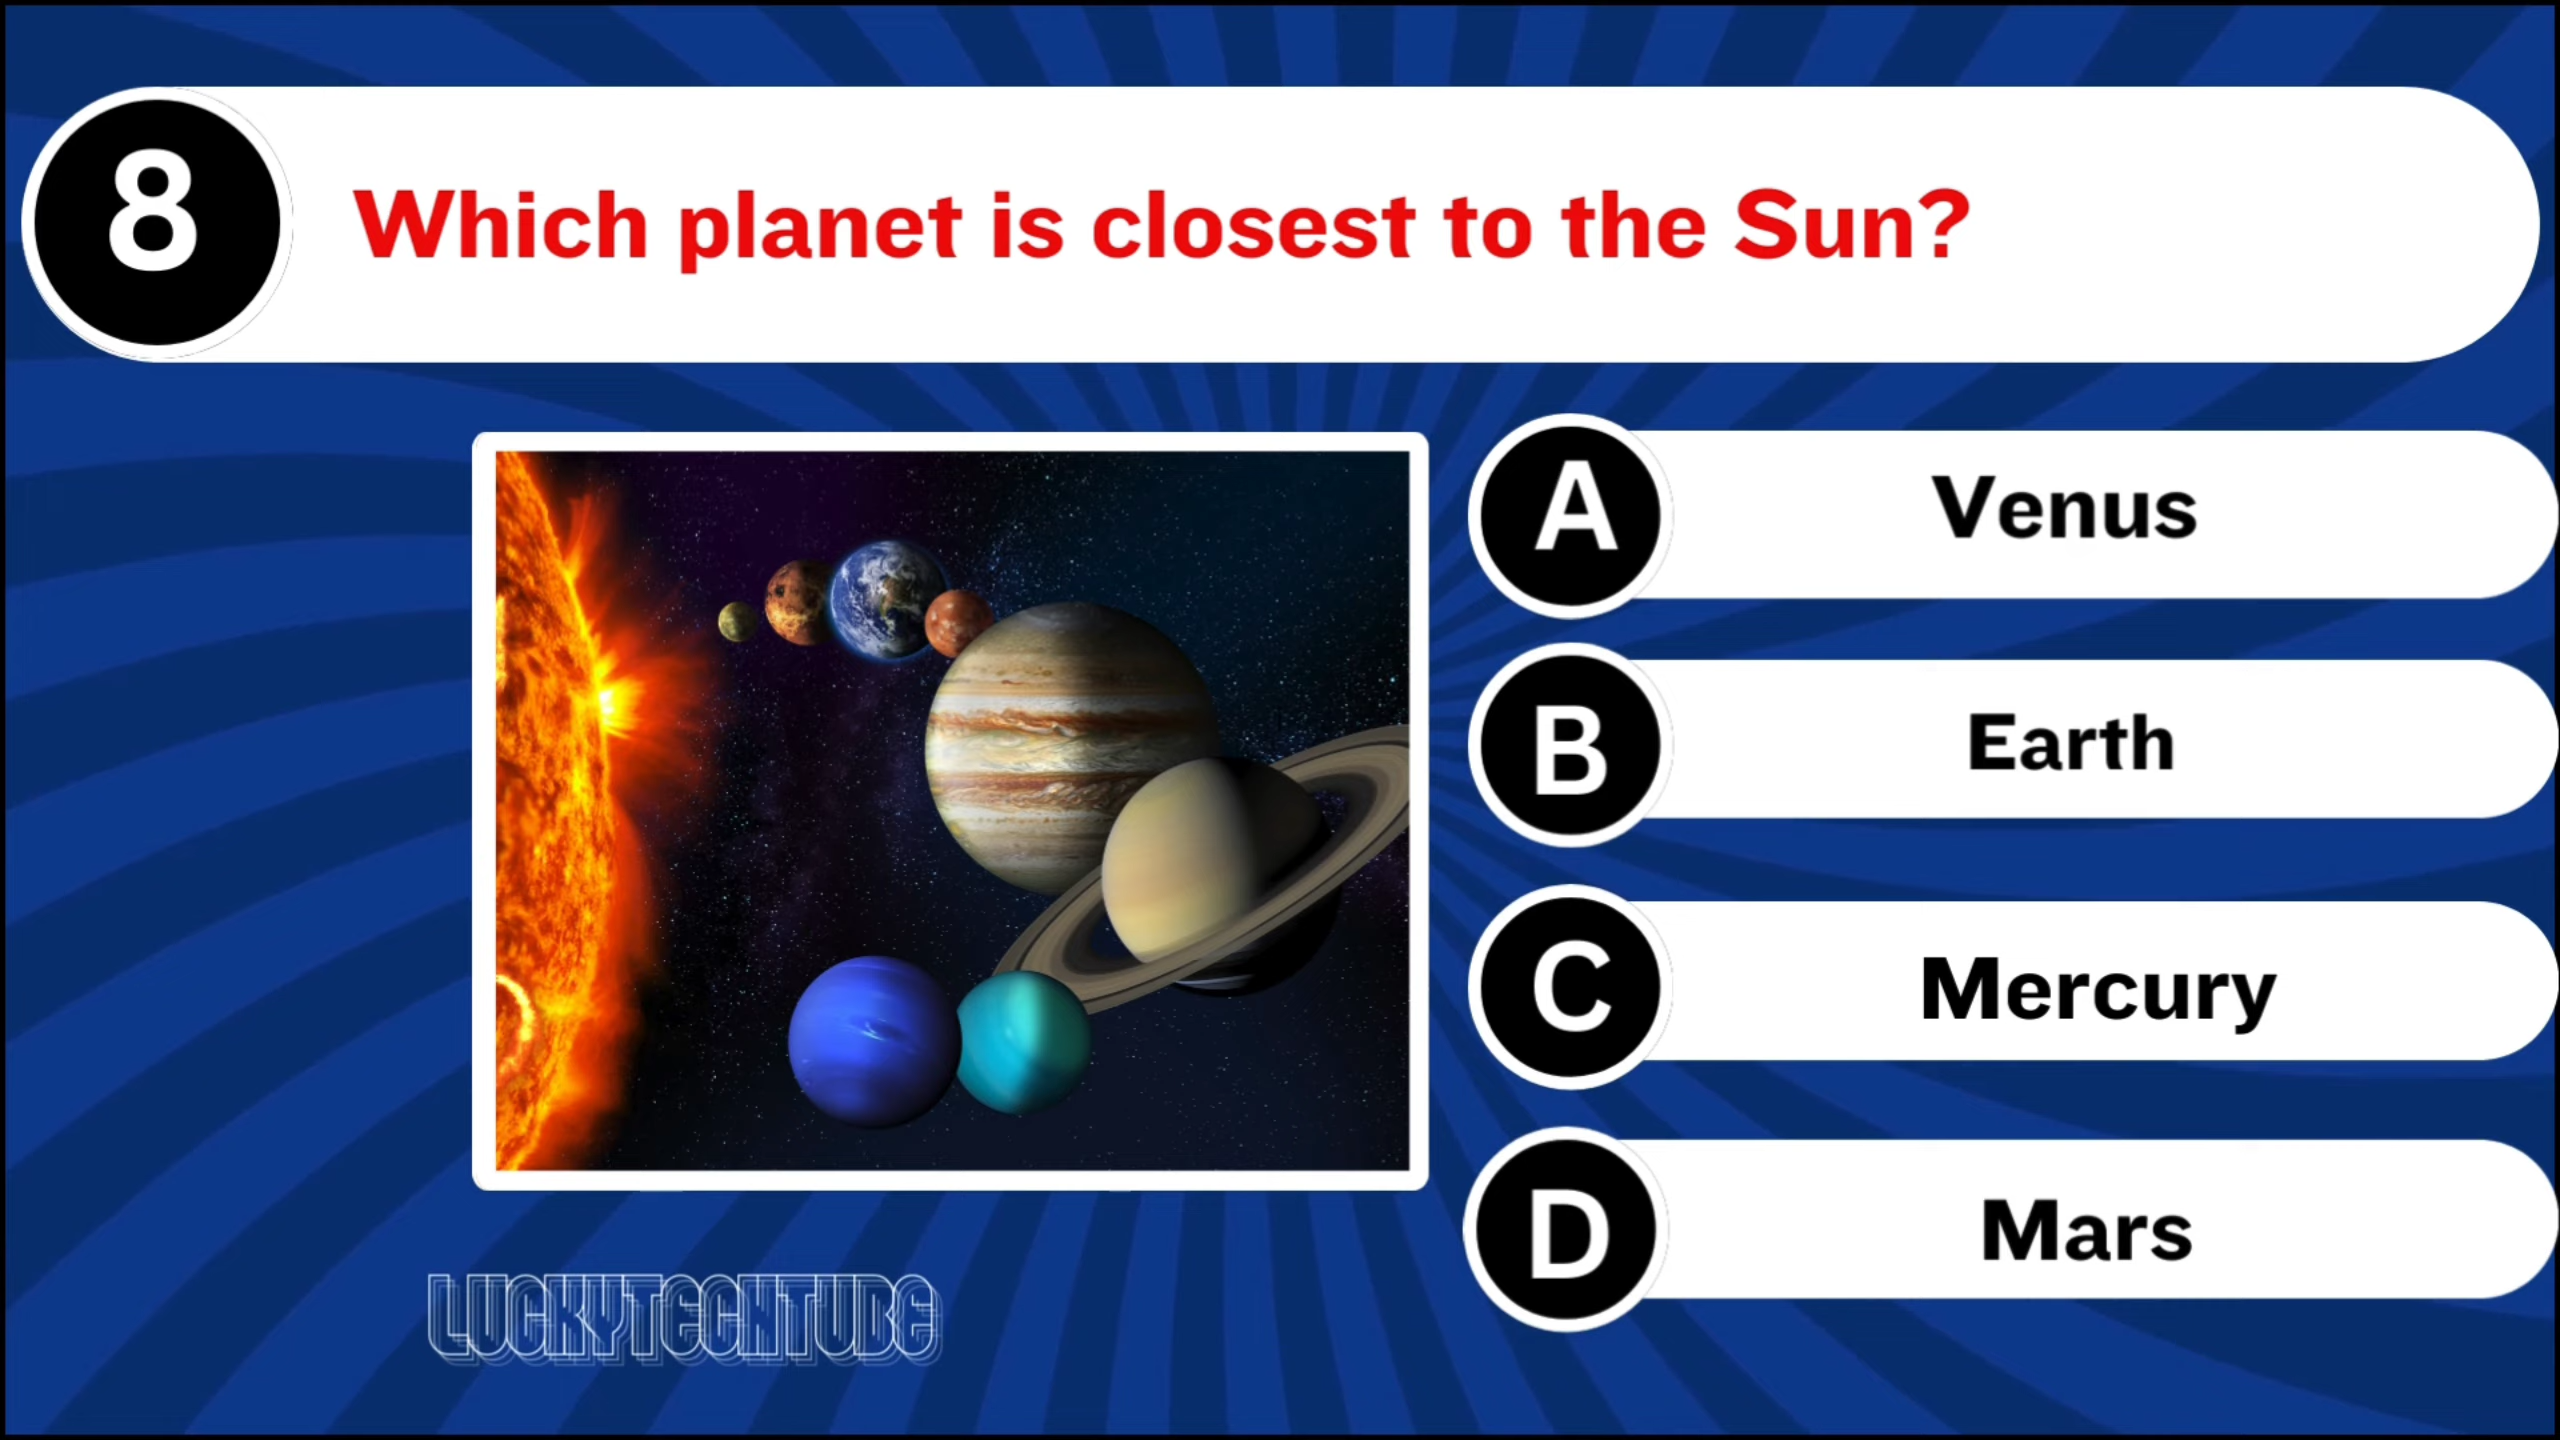 8
Which planet is closest to the Sun?
A
Venus
B
Earth
C
Mercury
D
Mars
LUCKYTECHTUBE